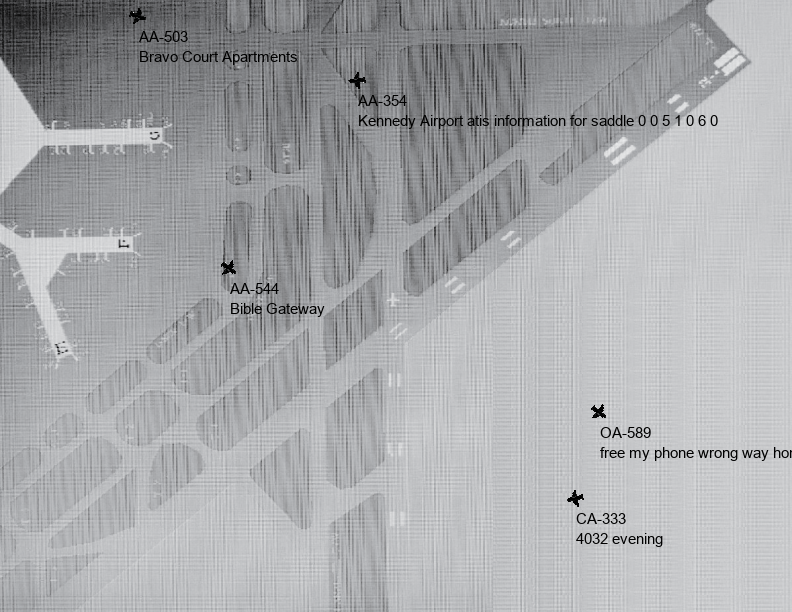 AA-503
Bravo Court Apartments
AA-354
Kennedy Airport atis information for saddle 0 0 5 1 0 6 0
AA-544
Bible Gateway
OA-589
free my phone wrong way
CA-333
4032 evening